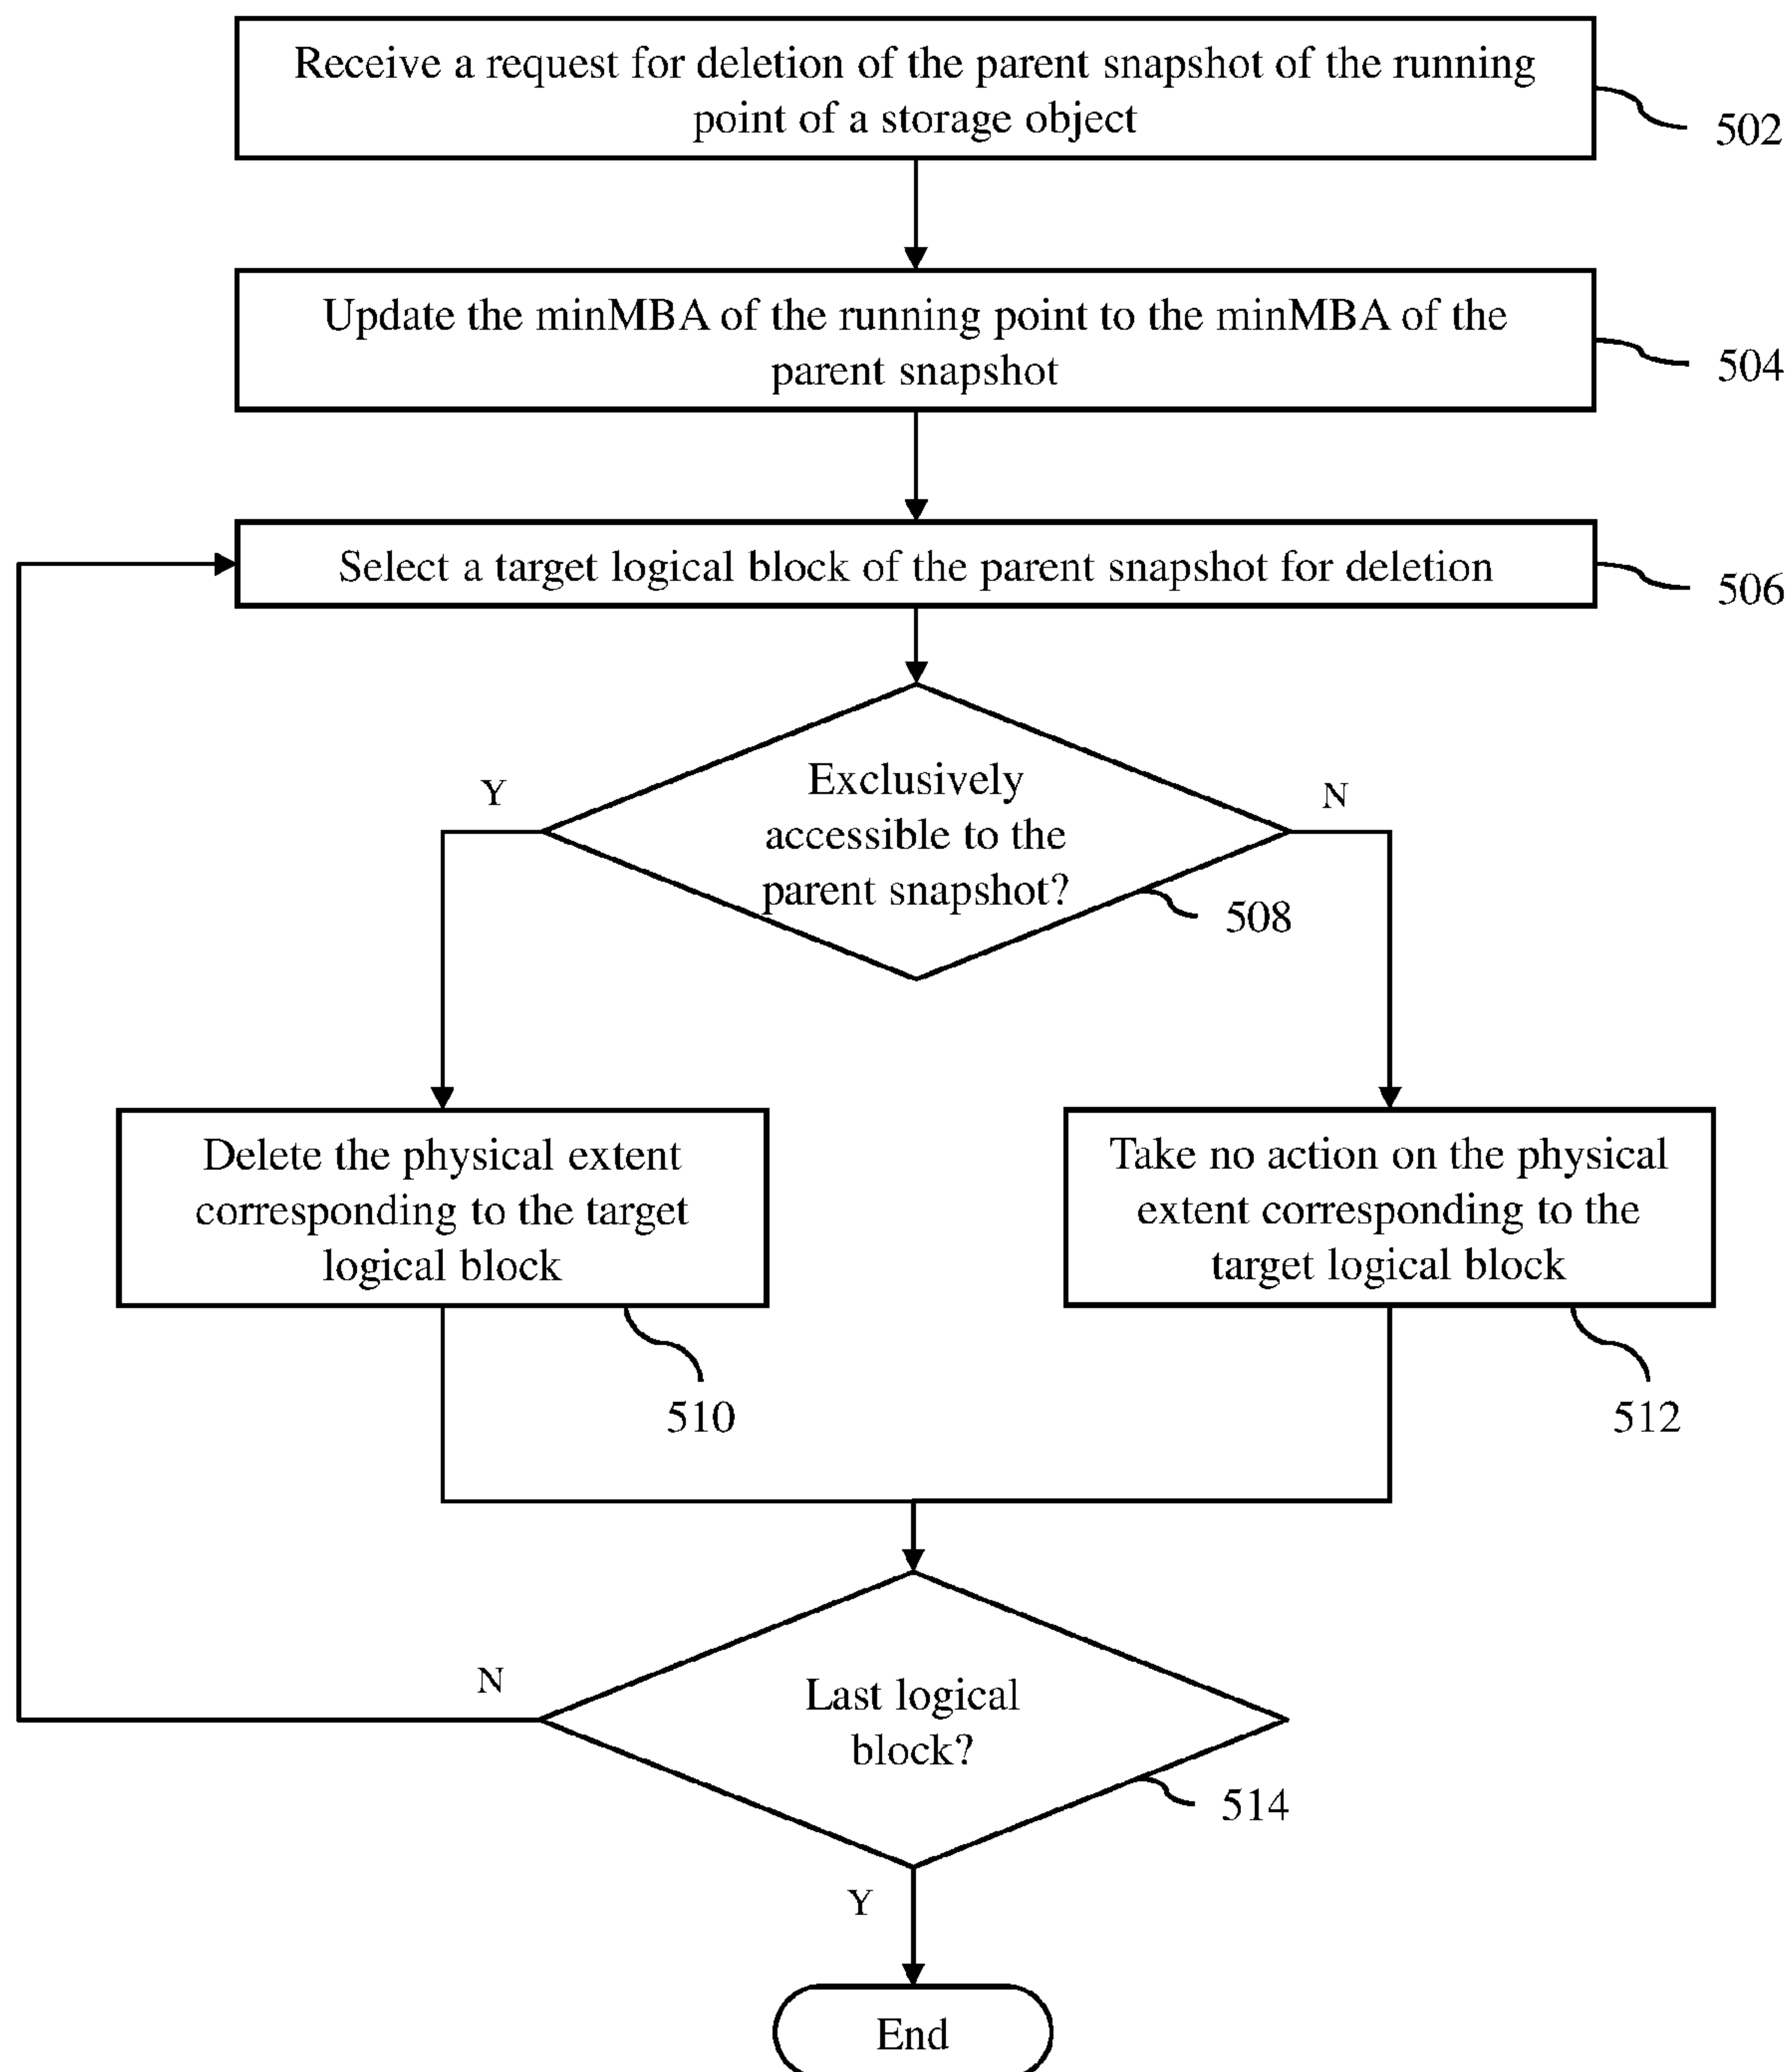 Receive a request for deletion of the parent snapshot of the running
point of a storage object
502
Update the minMBA of the running point to the minMBA of the
parent snapshot
504
Select a target logical block of the parent snapshot for deletion
506
Y
N
Exclusively
accessible to the
parent snapshot?
508
Delete the physical extent
corresponding to the target
logical block
510
Take no action on the physical
extent corresponding to the
target logical block
512
N
Last logical
block?
514
Y
End